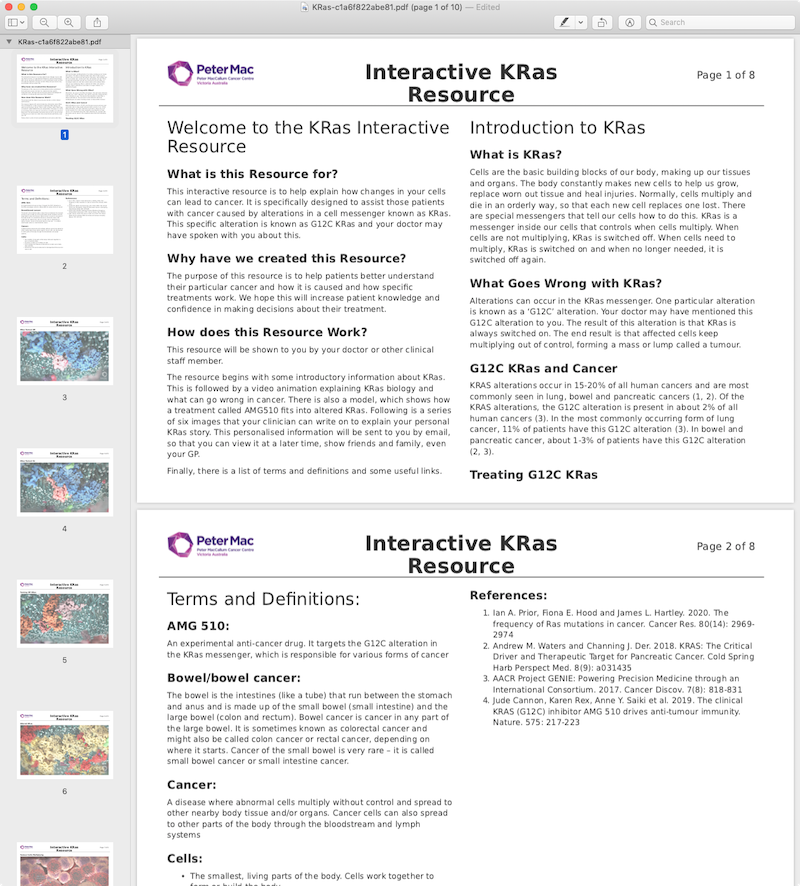 KRas-c1a6f822abe81.pdf (page 1 of 10) — Edited
Search
KRas-c1a6f822abe81.pdf
1
2
3
4
5
6
Peter Mac
Peter MacCallum Cancer Centre
Victoria Australia
Interactive KRas
Resource
Page 1 of 8
Welcome to the KRas Interactive
Resource
What is this Resource for?
This interactive resource is to help explain how changes in your cells
can lead to cancer. It is specifically designed to assist those patients
with cancer caused by alterations in a cell messenger known as KRas.
This specific alteration is known as G12C KRas and your doctor may
have spoken with you about this.
Why have we created this Resource?
The purpose of this resource is to help patients better understand
their particular cancer and how it is caused and how specific
treatments work. We hope this will increase patient knowledge and
confidence in making decisions about their treatment.
How does this Resource Work?
This resource will be shown to you by your doctor or other clinical
staff member.
The resource begins with some introductory information about KRas.
This is followed by a video animation explaining KRas biology and
what can go wrong in cancer. There is also a model, which shows how
a treatment called AMG510 fits into altered KRas. Following is a series
of six images that your clinician can write on to explain your personal
KRas story. This personalised information will be sent to you by email,
so that you can view it at a later time, show friends and family, even
your GP.
Finally, there is a list of terms and definitions and some useful links.
Introduction to KRas
What is KRas?
Cells are the basic building blocks of our body, making up our tissues
and organs. The body constantly makes new cells to help us grow,
replace worn out tissue and heal injuries. Normally, cells multiply and
die in an orderly way, so that each new cell replaces one lost. There
are special messengers that tell our cells how to do this. KRas is a
messenger inside our cells that controls when cells multiply. When
cells are not multiplying, KRas is switched off. When cells need to
multiply, KRas is switched on and when no longer needed, it is
switched off again.
What Goes Wrong with KRas?
Alterations can occur in the KRas messenger. One particular alteration
is known as a 'G12C' alteration. Your doctor may have mentioned this
G12C alteration to you. The result of this alteration is that KRas is
always switched on. The end result is that affected cells keep
multiplying out of control, forming a mass or lump called a tumour.
G12C KRas and Cancer
KRAS alterations occur in 15-20% of all human cancers and are most
commonly seen in lung, bowel and pancreatic cancers (1, 2). Of the
KRAS alterations, the G12C alteration is present in about 2% of all
human cancers (3). In the most commonly occurring form of lung
cancer, 11% of patients have this G12C alteration (3). In bowel and
pancreatic cancer, about 1-3% of patients have this G12C alteration
(2, 3).
Treating G12C KRas
Peter Mac
Peter MacCallum Cancer Centre
Victoria Australia
Interactive KRas
Resource
Page 2 of 8
Terms and Definitions:
AMG 510:
An experimental anti-cancer drug. It targets the G12C alteration in
the KRas messenger, which is responsible for various forms of cancer
Bowel/bowel cancer:
The bowel is the intestines (like a tube) that run between the stomach
and anus and is made up of the small bowel (small intestine) and the
large bowel (colon and rectum). Bowel cancer is cancer in any part of
the large bowel. It is sometimes known as colorectal cancer and
might also be called colon cancer or rectal cancer, depending on
where it starts. Cancer of the small bowel is very rare – it is called
small bowel cancer or small intestine cancer.
Cancer:
A disease where abnormal cells multiply without control and spread to
other nearby body tissue and/or organs. Cancer cells can also spread
to other parts of the body through the bloodstream and lymph
systems
Cells:
• The smallest, living parts of the body. Cells work together to
form or build the body.
References:
1. Ian A. Prior, Fiona E. Hood and James L. Hartley. 2020. The
frequency of Ras mutations in cancer. Cancer Res. 80(14): 2969-
2974
2. Andrew M. Waters and Channing J. Der. 2018. KRAS: The Critical
Driver and Therapeutic Target for Pancreatic Cancer. Cold Spring
Harb Perspect Med. 8(9): a031435
3. AACR Project GENIE: Powering Precision Medicine through an
International Consortium. 2017. Cancer Discov. 7(8): 818-831
4. Jude Cannon, Karen Rex, Anne Y. Saiki et al. 2019. The clinical
KRAS (G12C) inhibitor AMG 510 drives anti-tumour immunity.
Nature. 575: 217-223